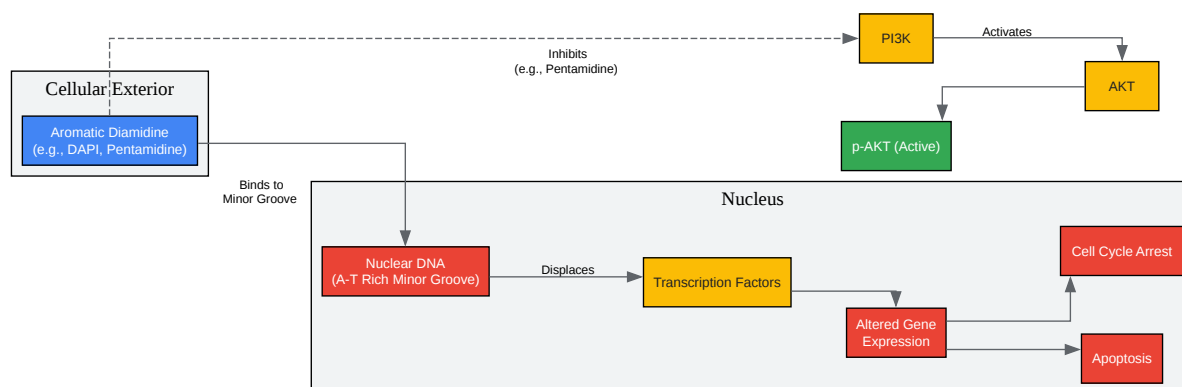 PI3K
Activates
Inhibits
(e.g., Pentamidine)
AKT
Cellular Exterior
Aromatic Diamidine
(e.g., DAPI, Pentamidine)
p-AKT (Active)
Binds to
Minor Groove
Nucleus
Nuclear DNA
(A-T Rich Minor Groove)
Displaces
Transcription Factors
Altered Gene
Expression
Cell Cycle Arrest
Apoptosis